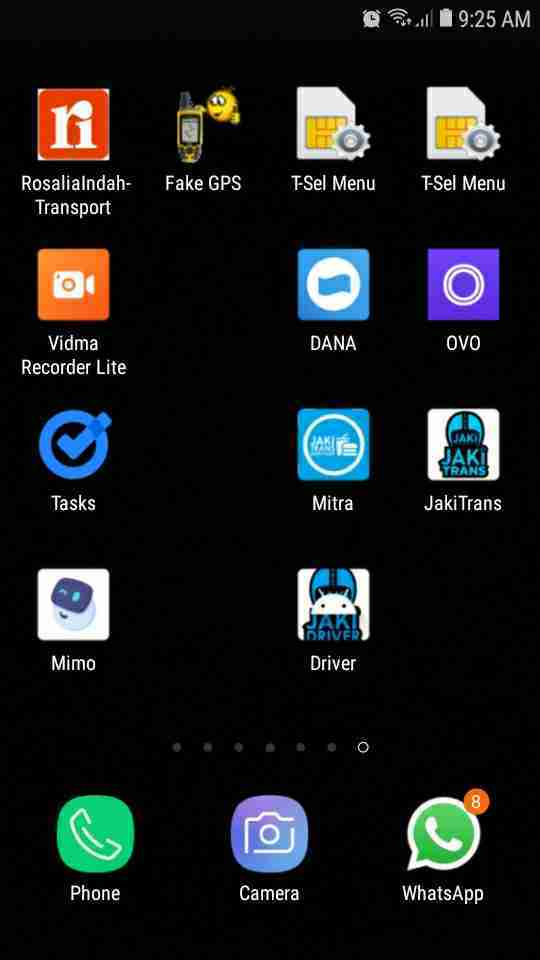 9:25 AM
ri
RosaliaIndah-
Transport
Fake GPS
T-Sel Menu
T-Sel Menu
Vidma
Recorder Lite
DANA
OVO
Tasks
JAKI
TRANS
Mitra
JAKI
JAKI
TRANS
JakiTrans
Mimo
JAKI
DRIVER
Driver
8
Phone
Camera
WhatsApp